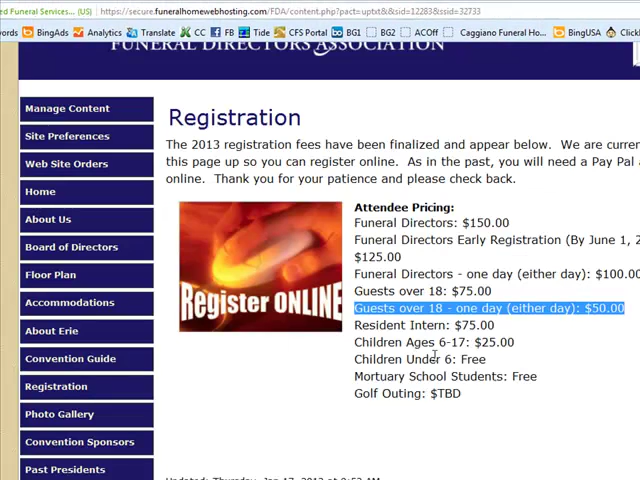 ed Funeral Services... (US)
https://secure.funeralhomewebhosting.com/FDA/content.php?pact=uptxt&&sid=12283&ssid=32733
words BingAds Analytics Translate CC FB Tide CFS Portal BG1 BG2 ACOff Caggiano Funeral Ho... BingUSA Click
FUNERAL DIRECTORS ASSOCIATION
Manage Content
Site Preferences
Web Site Orders
Home
About Us
Board of Directors
Floor Plan
Accommodations
About Erie
Convention Guide
Registration
Photo Gallery
Convention Sponsors
Past Presidents
Registration
The 2013 registration fees have been finalized and appear below. We are curren
this page up so you can register online. As in the past, you will need a Pay Pal a
online. Thank you for your patience and please check back.
Register ONLINE
Attendee Pricing:
Funeral Directors: $150.00
Funeral Directors Early Registration (By June 1, 2
$125.00
Funeral Directors - one day (either day): $100.00
Guests over 18: $75.00
Guests over 18 - one day (either day): $50.00
Resident Intern: $75.00
Children Ages 6-17: $25.00
Children Under 6: Free
Mortuary School Students: Free
Golf Outing: $TBD